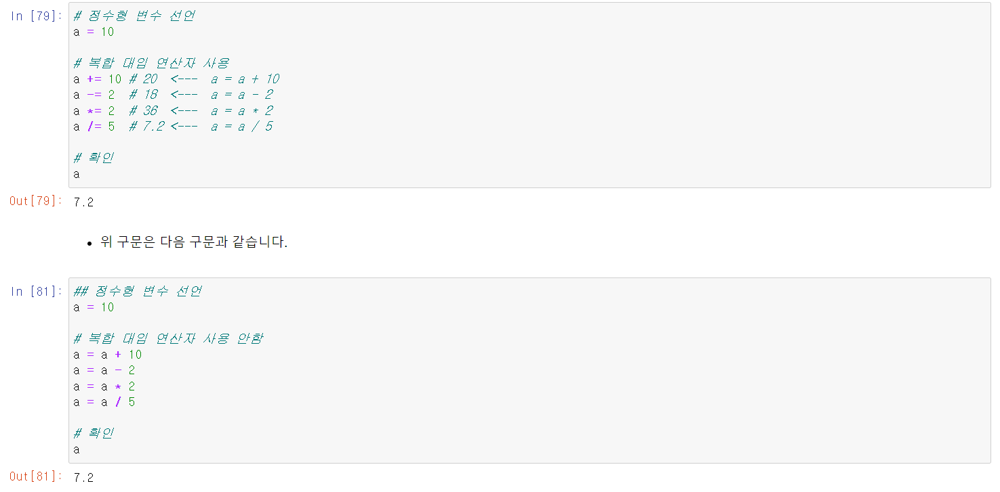 In [79]: # 정수형 변수 선언
a = 10
# 복합 대입 연산자 사용
a += 10 # 20  <---  a = a + 10
a -= 2  # 18  <---  a = a - 2
a *= 2  # 36  <---  a = a * 2
a /= 5  # 7.2 <---  a = a / 5
# 확인
a
Out[79]: 7.2
• 위 구문은 다음 구문과 같습니다.
In [81]: ## 정수형 변수 선언
a = 10
# 복합 대입 연산자 사용 안함
a = a + 10
a = a - 2
a = a * 2
a = a / 5
# 확인
a
Out[81]: 7.2